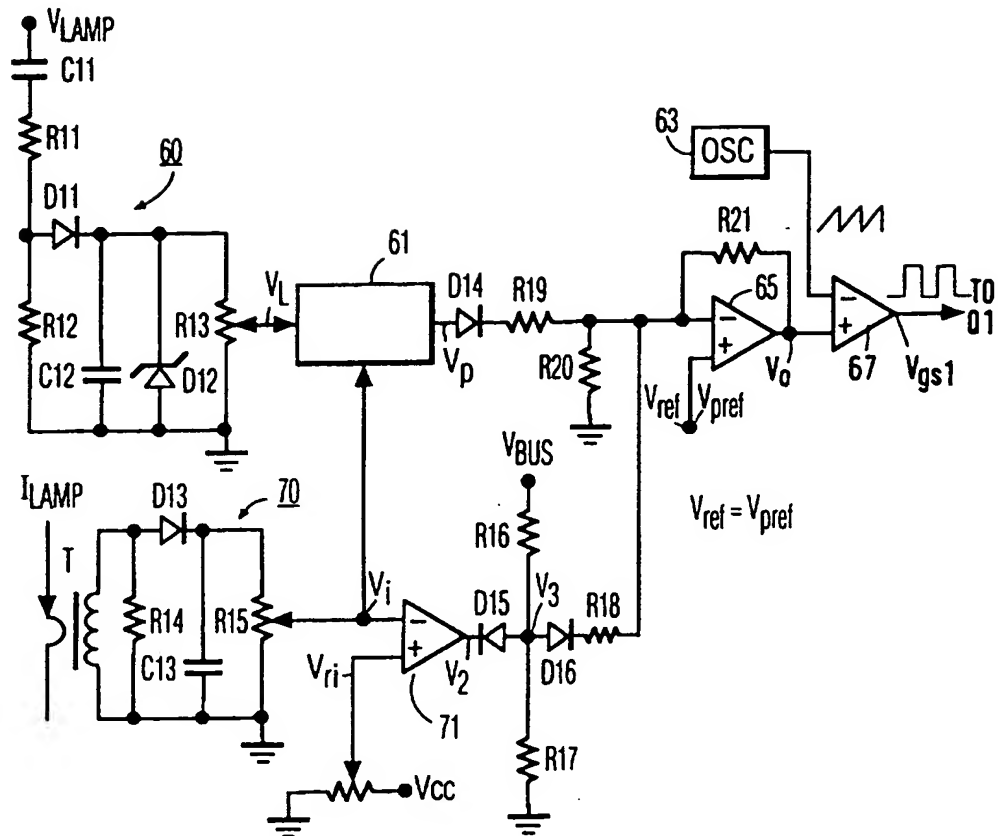 VLAMP
C11
R11
60
D11
R12
C12
D12
R13
VL
61
D14
Vp
R19
R20
63
OSC
R21
65
Vref
Vpref
Va
67
Vgs1
TO
Q1
ILAMP
T
D13
70
R14
C13
R15
Vi
Vri
71
V2
D15
VBUS
R16
V3
D16
R18
R17
VCC
Vref = Vpref